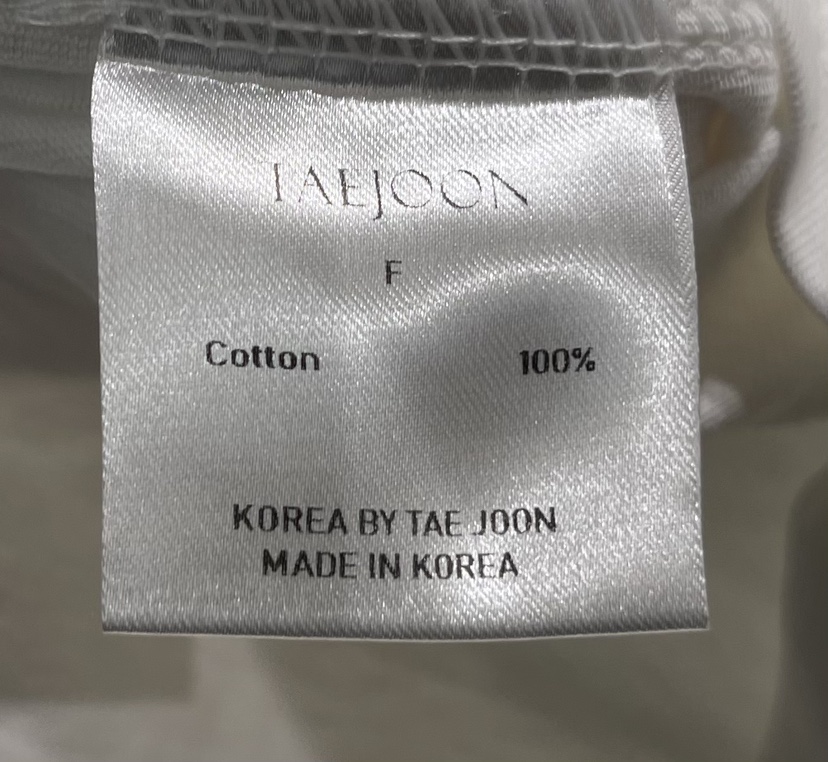 TAEJOON
F
Cotton 100%
KOREA BY TAE JOON
MADE IN KOREA